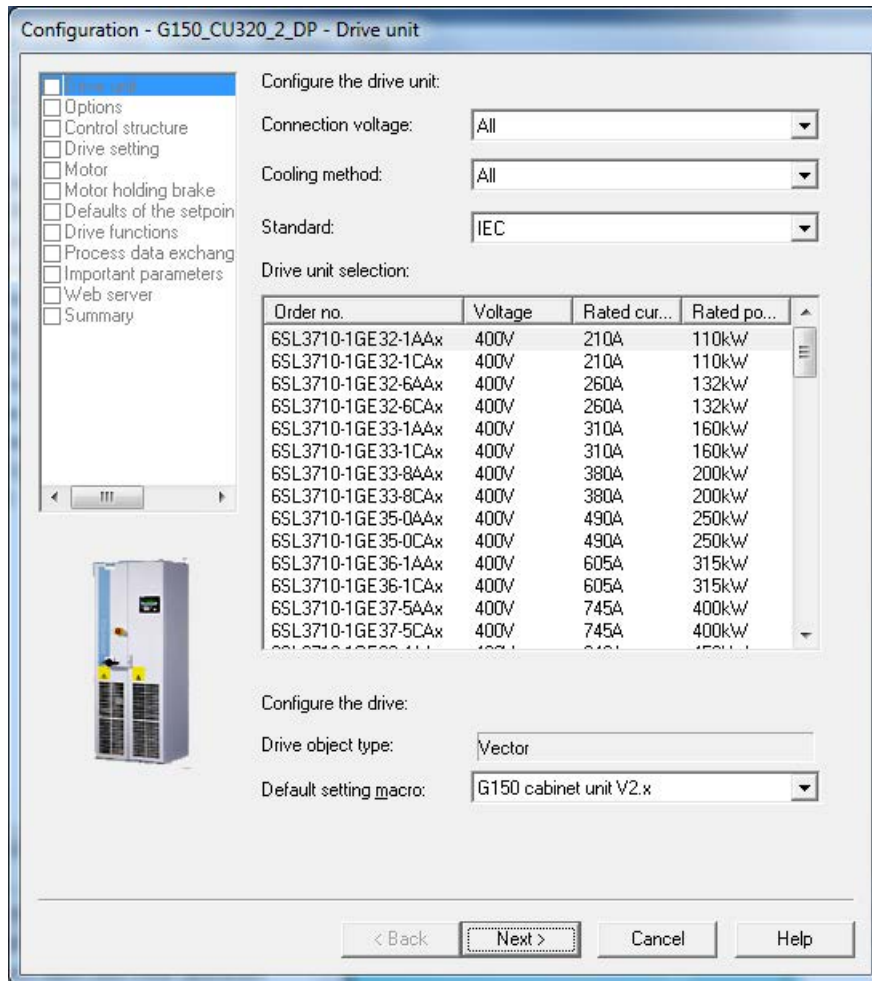 Configuration - G150_CU320_2_DP - Drive unit
Options
Control structure
Drive setting
Motor
Motor holding brake
Defaults of the setpoin
Drive functions
Process data exchang
Important parameters
Web server
Summary
Configure the drive unit:
Connection voltage: All
Cooling method: All
Standard: IEC
Drive unit selection:
Order no. Voltage Rated cur... Rated po...
6SL3710-1GE32-1AAx 400V 210A 110kW
6SL3710-1GE32-1CAx 400V 210A 110kW
6SL3710-1GE32-6AAx 400V 260A 132kW
6SL3710-1GE32-6CAx 400V 260A 132kW
6SL3710-1GE33-1AAx 400V 310A 160kW
6SL3710-1GE33-1CAx 400V 310A 160kW
6SL3710-1GE33-8AAx 400V 380A 200kW
6SL3710-1GE33-8CAx 400V 380A 200kW
6SL3710-1GE35-0AAx 400V 490A 250kW
6SL3710-1GE35-0CAx 400V 490A 250kW
6SL3710-1GE36-1AAx 400V 605A 315kW
6SL3710-1GE36-1CAx 400V 605A 315kW
6SL3710-1GE37-5AAx 400V 745A 400kW
6SL3710-1GE37-5CAx 400V 745A 400kW
Configure the drive:
Drive object type: Vector
Default setting macro: G150 cabinet unit V2.x
< Back Next > Cancel Help